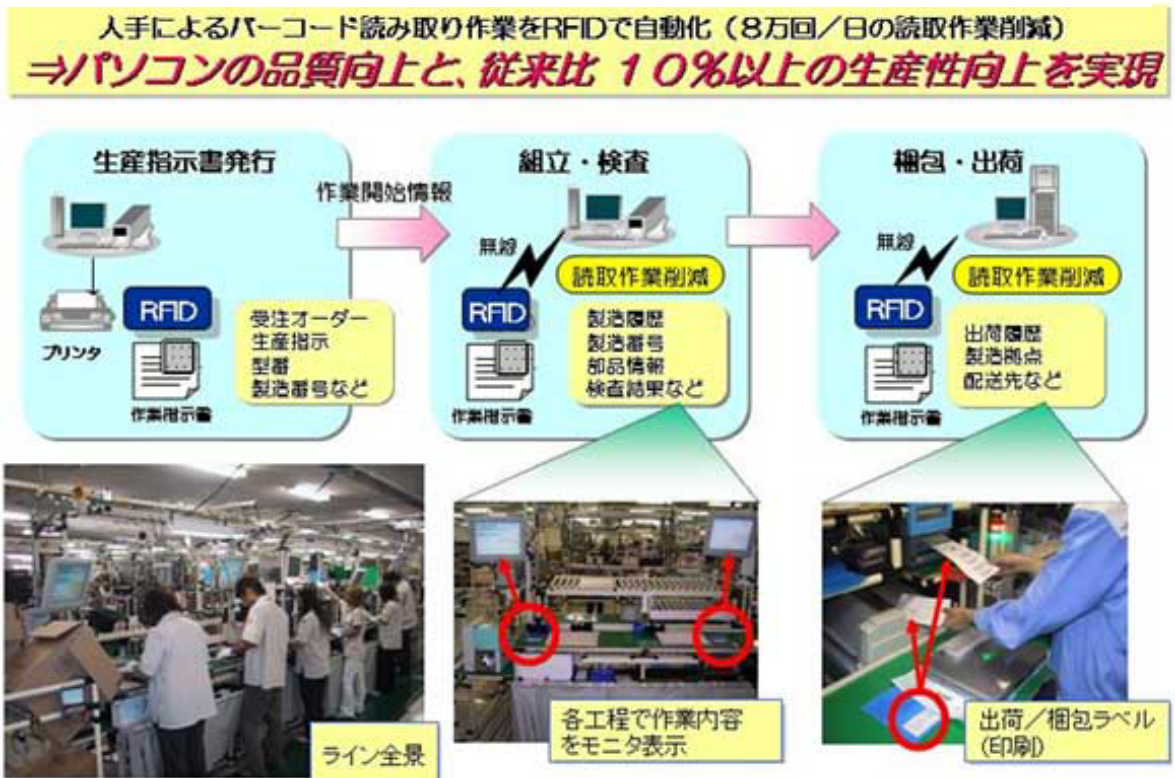 人手によるバーコード読み取り作業をRFIDで自動化（8万回／日の読取作業削減）
⇒パソコンの品質向上と、従来比 10%以上の生産性向上を実現
生産指示書発行
作業開始情報
組立・検査
梱包・出荷
プリンタ
RFID
作業指示書
受注オーダー
生産指示
型番
製造番号など
無線
読取作業削減
RFID
作業指示書
製造履歴
製造番号
部品情報
検査結果など
無線
読取作業削減
RFID
作業指示書
出荷履歴
製造拠点
配送先など
ライン全景
各工程で作業内容
をモニタ表示
出荷／梱包ラベル
(印刷)